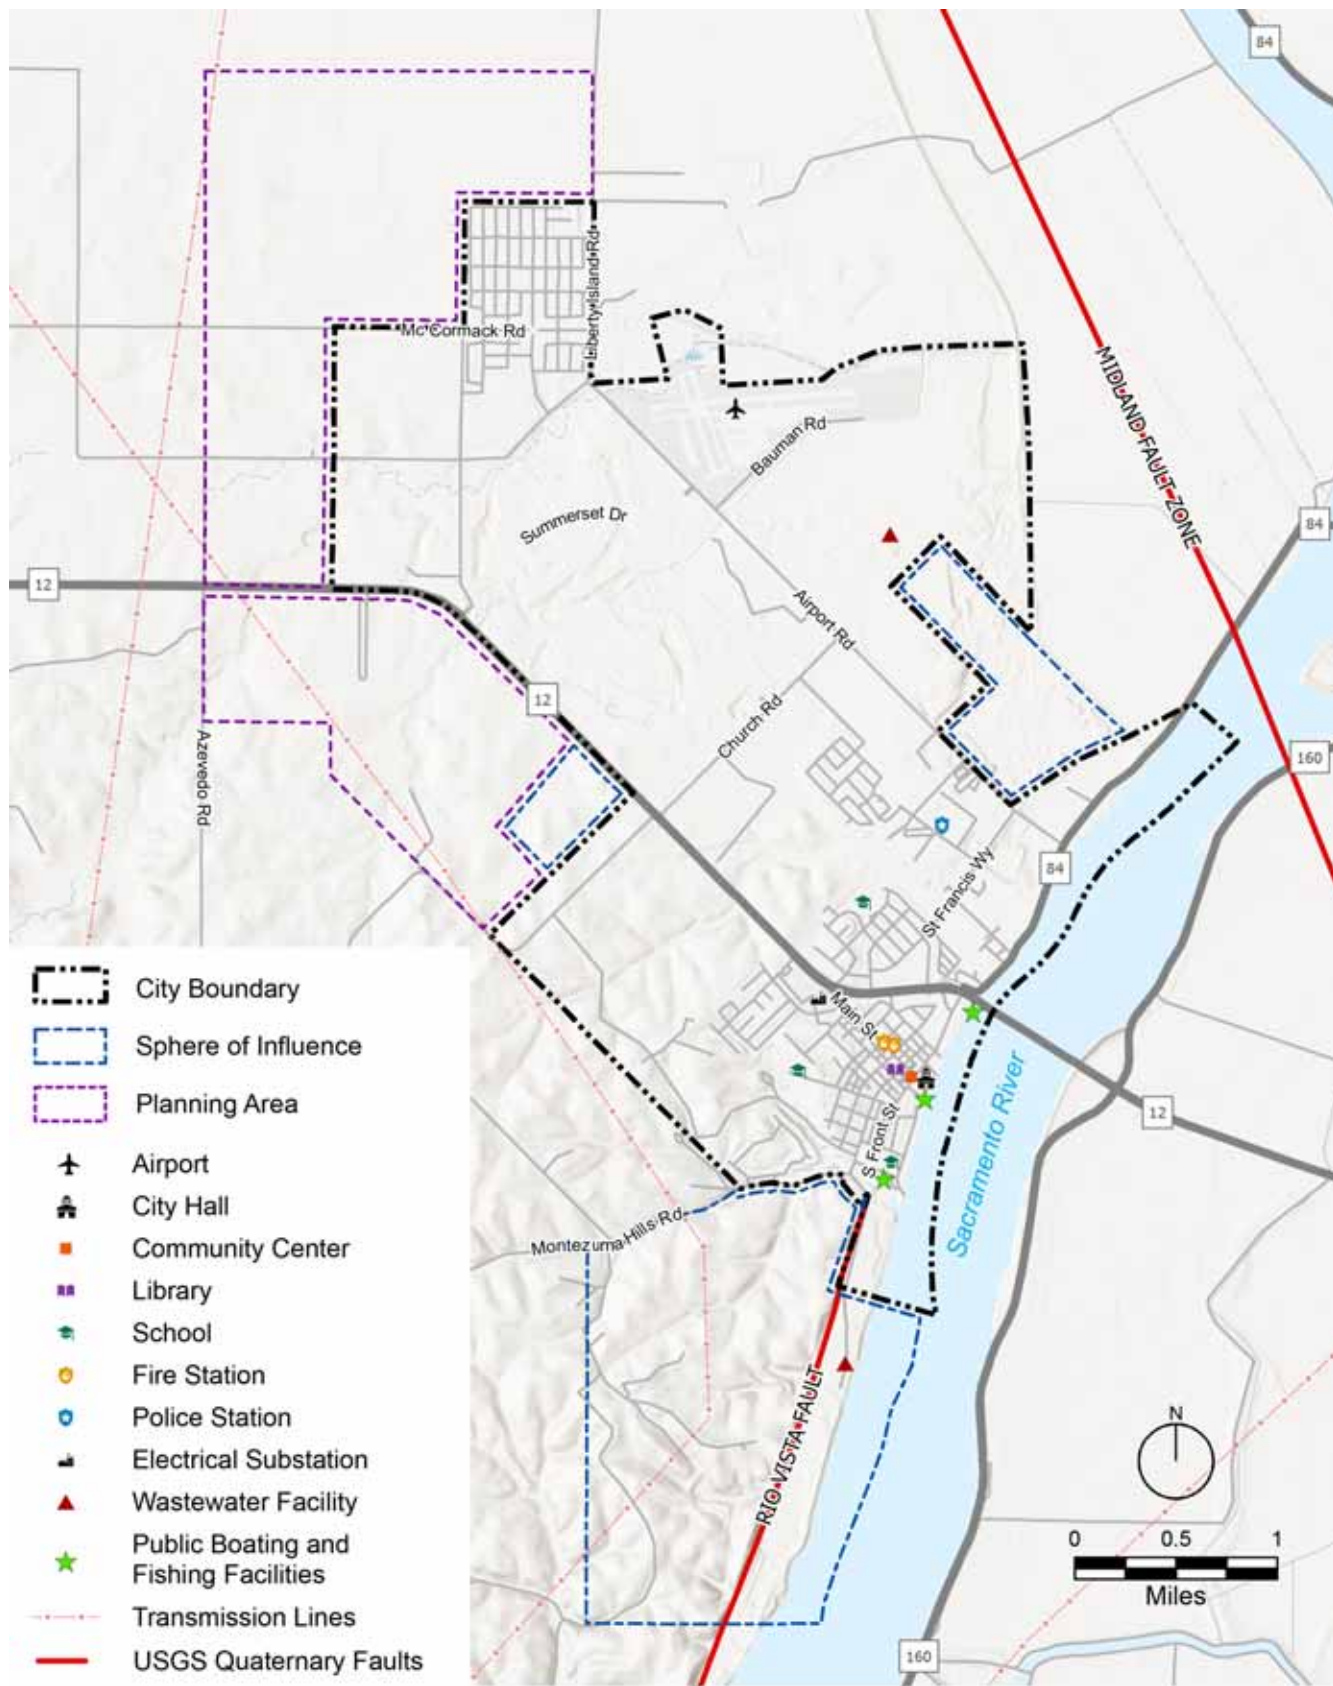 84
Liberty Island Rd
Mc Cormack Rd
MIDLAND FAULT ZONE
Bauman Rd
Summerset Dr
84
12
Airport Rd
12
Church Rd
160
Azevedo Rd
84
St Francis Wy
City Boundary
Main St
Sphere of Influence
Sacramento River
Planning Area
12
S Front St
Airport
City Hall
Montezuma Hills Rd
Community Center
Library
School
RIO VISTA FAULT
Fire Station
Police Station
N
Electrical Substation
Wastewater Facility
0 0.5 1
Miles
Public Boating and
Fishing Facilities
Transmission Lines
USGS Quaternary Faults
160